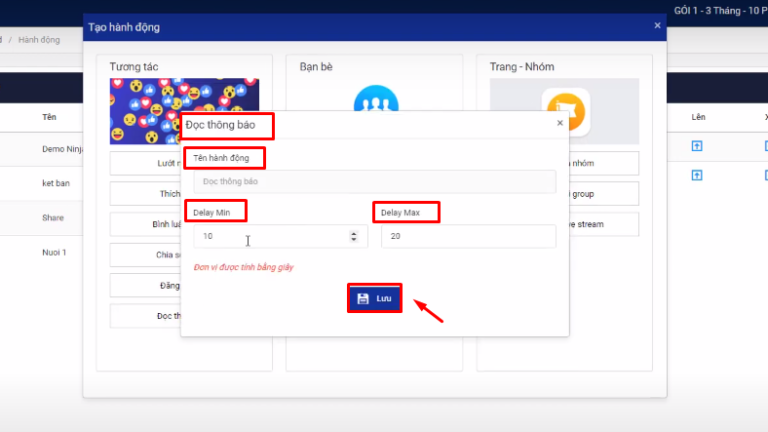 GÓI 1 - 3 Tháng - 10 P
Tạo hành động
×
/ Hành động
Tương tác
Bạn bè
Trang - Nhóm
Tên
Lên
Demo Ninja
ket ban
Share
Nuoi 1
Lướt
Thích
Bình luậ
Chia s
Đăng
Đọc th
nhóm
group
stream
Đọc thông báo
×
Tên hành động
Đọc thông báo
Delay Min
Delay Max
10
20
Đơn vị được tính bằng giây
Lưu